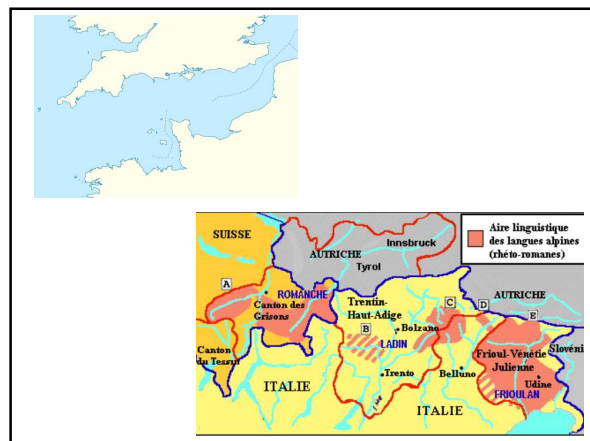 SUISSE
AUTRICHE
Innsbruck
Tyrol
Aire linguistique
des langues alpines
(rhéto-romanes)
A
ROMANCHE
Canton des
Grisons
Trentin-
Haut-Adige
C
D
AUTRICHE
E
B
Bolzano
LADIN
Frioul-Vénétie
Julienne
Slovéni
Canton
du Tessin
ITALIE
Trento
Belluno
Udine
FRIOULAN
ITALIE